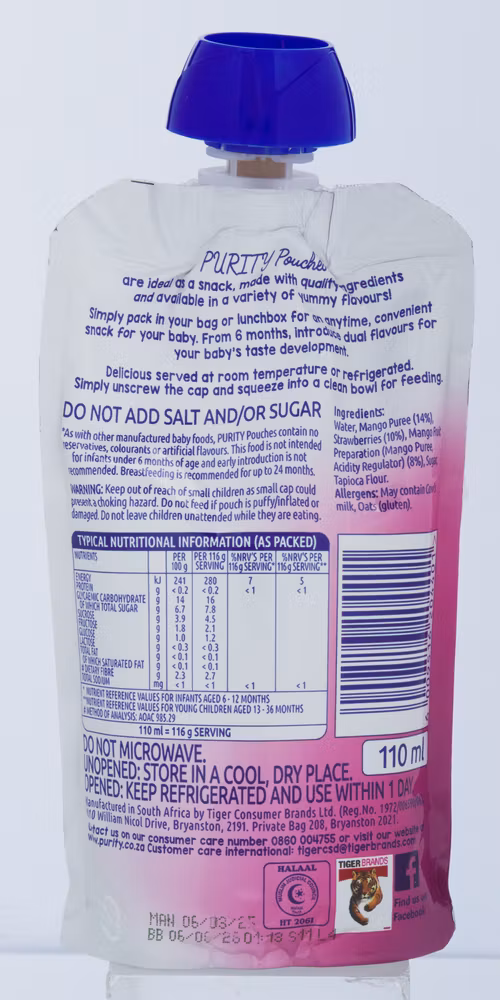 PURITY Pouches
are ideal as a snack, made with quality ingredients
and available in a variety of yummy flavours!
Simply pack in your bag or lunchbox for an anytime, convenient
snack for your baby. From 6 months, introduce dual flavours for
your baby's taste development.
Delicious served at room temperature or refrigerated.
Simply unscrew the cap and squeeze into a clean bowl for feeding.
DO NOT ADD SALT AND/OR SUGAR
*As with other manufactured baby foods, PURITY Pouches contain no
reservatives, colourants or artificial flavours. This food is not intended
for infants under 6 months of age and early introduction is not
recommended. Breastfeeding is recommended for up to 24 months.
WARNING: Keep out of reach of small children as small cap could
present a choking hazard. Do not feed if pouch is puffy/inflated or
damaged. Do not leave children unattended while they are eating.
Ingredients:
Water, Mango Puree (14%),
Strawberries (10%), Mango Fruit
Preparation (Mango Puree,
Acidity Regulator) (8%), Sugar,
Tapioca Flour.
Allergens: May contain
milk, Oats (gluten).
TYPICAL NUTRITIONAL INFORMATION (AS PACKED)
NUTRIENTS PER 100 g PER 116 g SERVING %NRV'S PER 116g SERVING* %NRV'S PER 116g SERVING**
ENERGY kJ 241 280 7 5
PROTEIN g <0.2 <0.2 <1 <1
GLYCAEMIC CARBOHYDRATE g 14 16
OF WHICH TOTAL SUGAR g 6.7 7.8
SUCROSE g 3.9 4.5
FRUCTOSE g 1.8 2.1
GLUCOSE g 1.0 1.2
LACTOSE g <0.3 <0.3
TOTAL FAT g <0.1 <0.1
OF WHICH SATURATED FAT g <0.1 <0.1
# DIETARY FIBRE g 2.3 2.7
TOTAL SODIUM mg <1 <1 <1 <1
* NUTRIENT REFERENCE VALUES FOR INFANTS AGED 6 - 12 MONTHS
**NUTRIENT REFERENCE VALUES FOR YOUNG CHILDREN AGED 13 - 36 MONTHS
# METHOD OF ANALYSIS: AOAC 985.29
110 ml = 116 g SERVING
110 ml
DO NOT MICROWAVE.
UNOPENED: STORE IN A COOL, DRY PLACE.
OPENED: KEEP REFRIGERATED AND USE WITHIN 1 DAY.
Manufactured in South Africa by Tiger Consumer Brands Ltd. (Reg.No.
William Nicol Drive, Bryanston, 2191. Private Bag 208, Bryanston 2021.
Contact us on our consumer care number 0860 004755 or visit our website
www.purity.co.za Customer care international: tigercsd@tigerbrands.com
HALAAL
HT 2061
TIGER BRANDS
f
Find us on
Facebook
MAN 06/08/25
BB 06/06/26